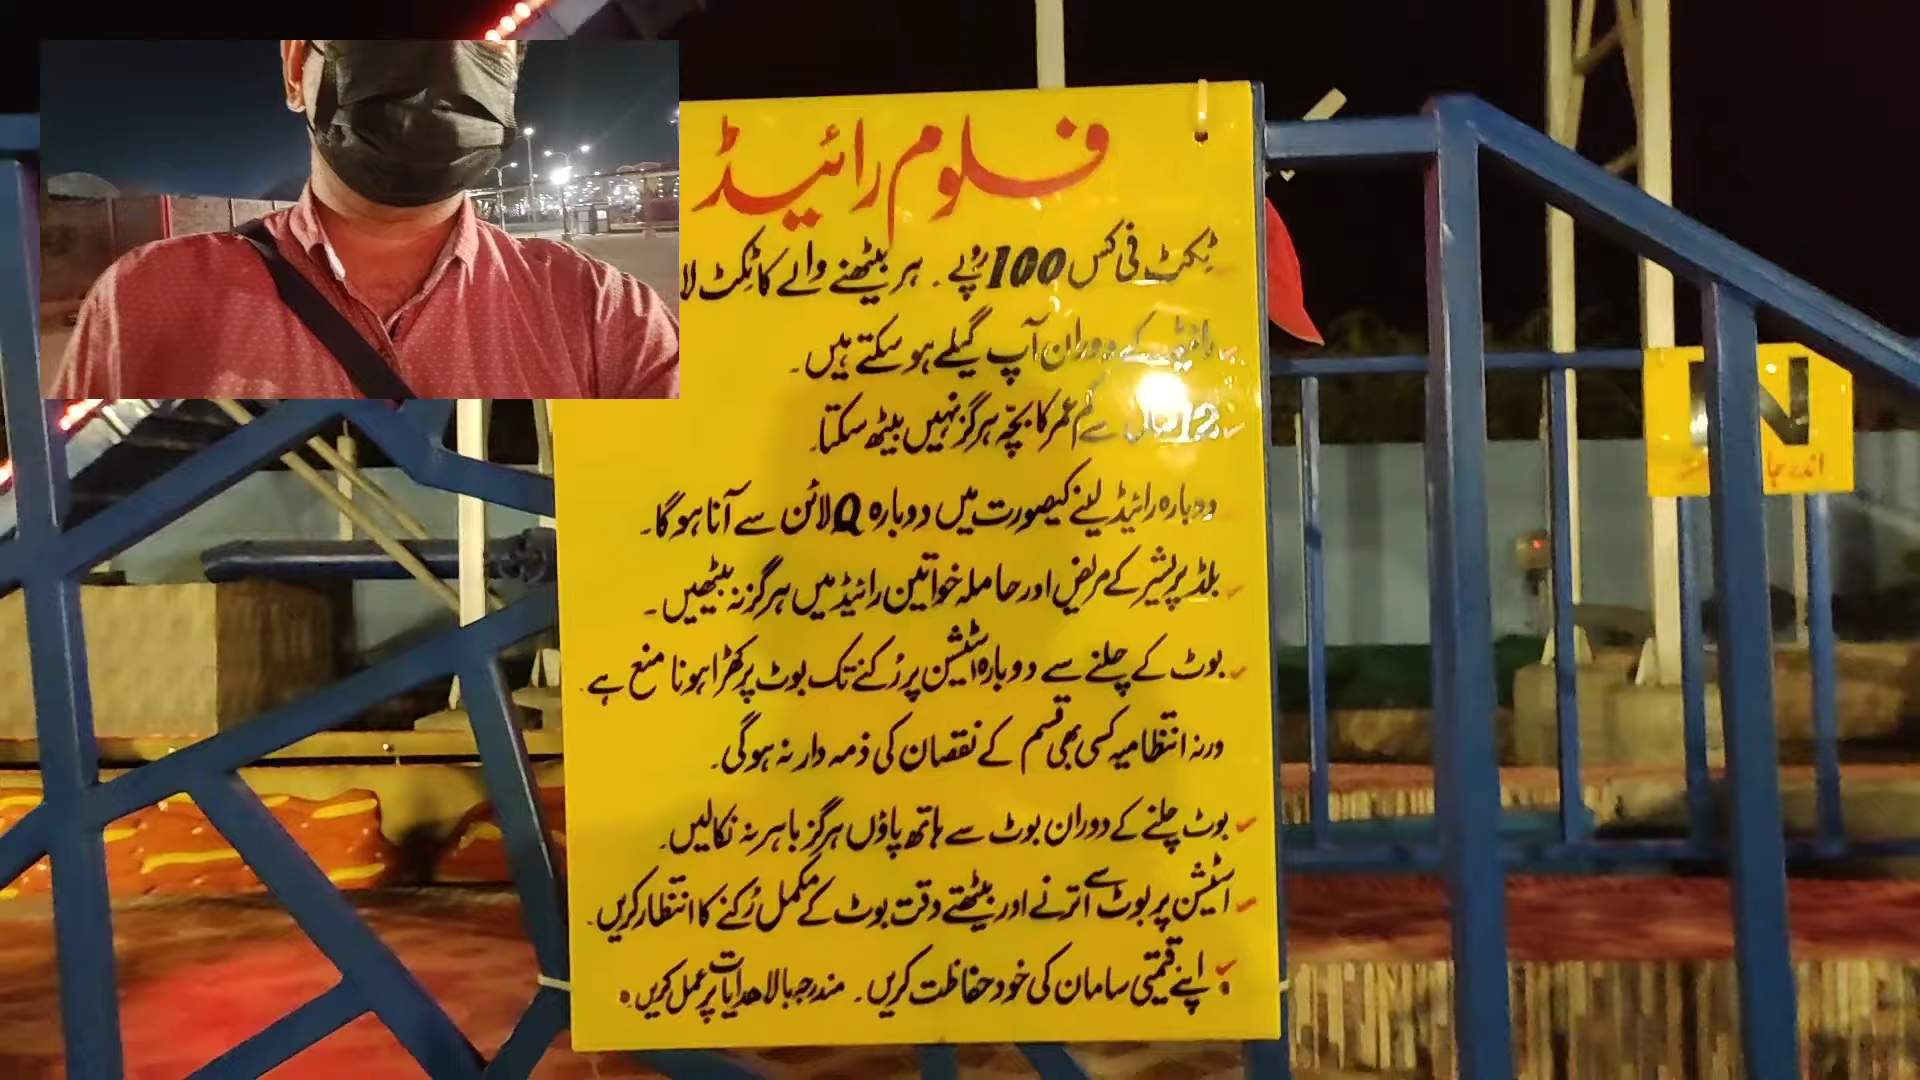 فلوم رائیڈ
ٹکٹ فی کس 100 روپے. ہر بیٹھنے والے کا ٹکٹ
رائیڈ کے دوران آپ گیلے ہو سکتے ہیں۔
سال سے کم عمر کا بچّہ ہرگز نہیں بیٹھ سکتا۔
دوبارہ رائیڈ لینے کیصورت میں دوبارہ Q لائن سے آنا ہو گا۔
بلڈ پریشر کے مریض اور حاملہ خواتین رائیڈ میں ہرگز نہ بیٹھیں۔
بوٹ کے چلنے سے دوبارہ اسٹیشن پر رُکنے تک بوٹ پر کھڑا ہونا منع ہے۔
ورنہ انتظامیہ کسی بھی قسم کے نقصان کی ذمہ دار نہ ہوگی۔
بوٹ چلنے کے دوران بوٹ سے ہاتھ پاؤں ہرگز باہر نہ نکالیں۔
اسٹیشن پر بوٹ سے اُترنے اور بیٹھتے وقت بوٹ کے مکمل رُکنے کا انتظار کریں۔
اپنے قیمتی سامان کی خود حفاظت کریں۔ مندرجہ بالا ھدایات پر عمل کریں۔
N